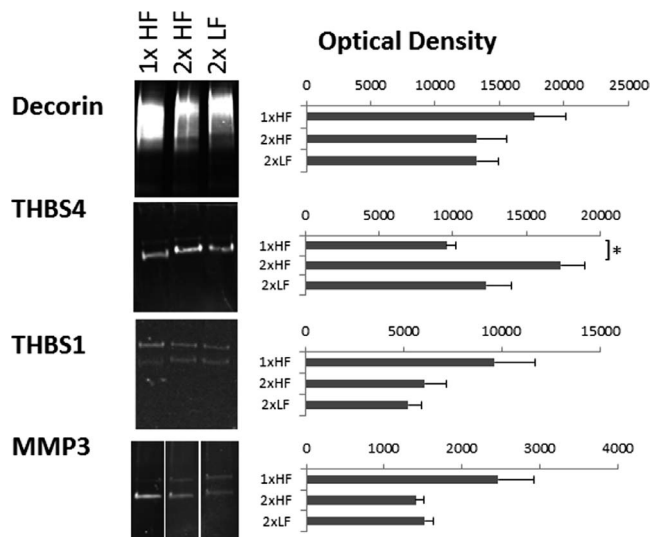 1x HF
2x HF
2x LF
Optical Density
Decorin
0 5000 10000 15000 20000 25000
1xHF
2xHF
2xLF
THBS4
0 5000 10000 15000 20000
1xHF
2xHF
2xLF
*
THBS1
0 5000 10000 15000
1xHF
2xHF
2xLF
MMP3
0 1000 2000 3000 4000
1xHF
2xHF
2xLF